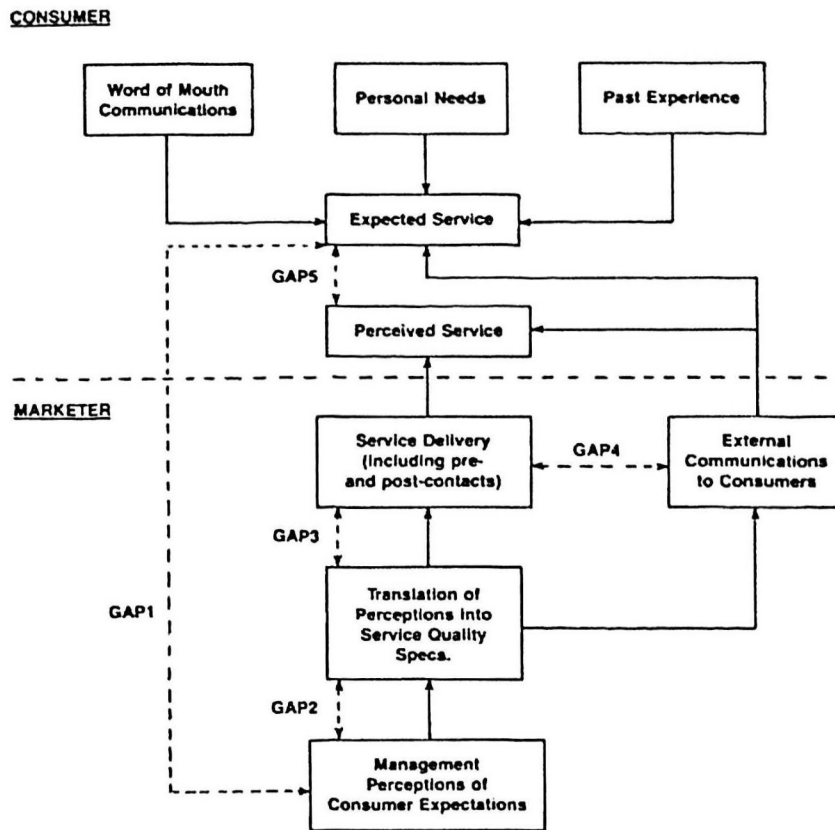 CONSUMER
Word of Mouth
Communications
Personal Needs
Past Experience
Expected Service
GAP5
Perceived Service
MARKETER
Service Delivery
(including pre-
and post-contacts)
GAP4
External
Communications
to Consumers
GAP3
Translation of
Perceptions into
Service Quality
Specs.
GAP1
GAP2
Management
Perceptions of
Consumer Expectations